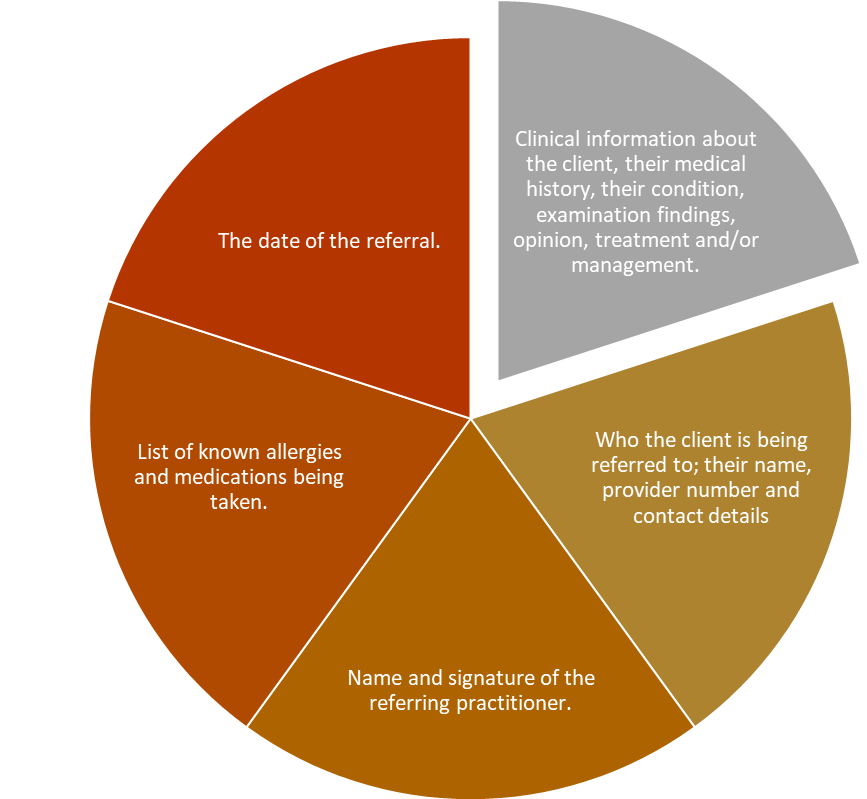 Clinical information about
the client, their medical
history, their condition,
examination findings,
opinion, treatment and/or
management.
Who the client is being
referred to; their name,
provider number and
contact details
Name and signature of the
referring practitioner.
List of known allergies
and medications being
taken.
The date of the referral.